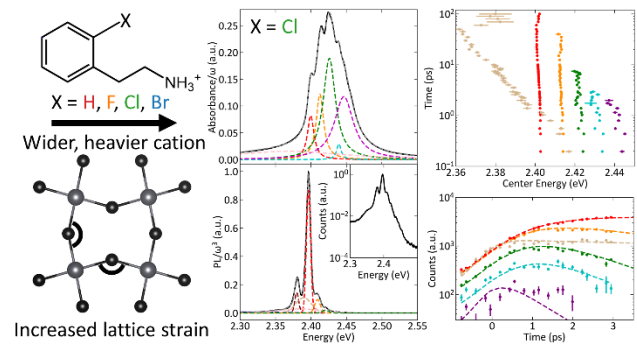 X
NH₃⁺
X = H, F, Cl, Br
Wider, heavier cation
Increased lattice strain
X = Cl
Absorbance/ω (a.u.)
0.25
0.20
0.15
0.10
0.05
0.00
PL/ω³ (a.u.)
1.0
0.8
0.6
0.4
0.2
0.0
2.30 2.35 2.40 2.45 2.50 2.55
Energy (eV)
Counts (a.u.)
10⁰
10⁻²
10⁻⁴
2.3 2.4 2.5
Energy (eV)
Time (ps)
10²
10¹
10⁰
10⁻¹
2.36 2.38 2.40 2.42 2.44
Center Energy (eV)
Counts (a.u.)
10⁴
10³
10²
0 1 2 3
Time (ps)